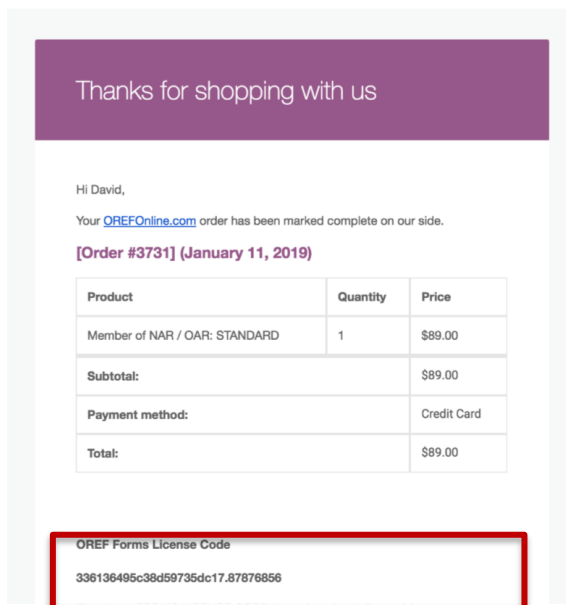 Thanks for shopping with us
Hi David,
Your OREFOnline.com order has been marked complete on our side.
[Order #3731] (January 11, 2019)
Product Quantity Price
Member of NAR / OAR: STANDARD 1 $89.00
Subtotal: $89.00
Payment method: Credit Card
Total: $89.00
OREF Forms License Code
336136495c38d59735dc17.87876856